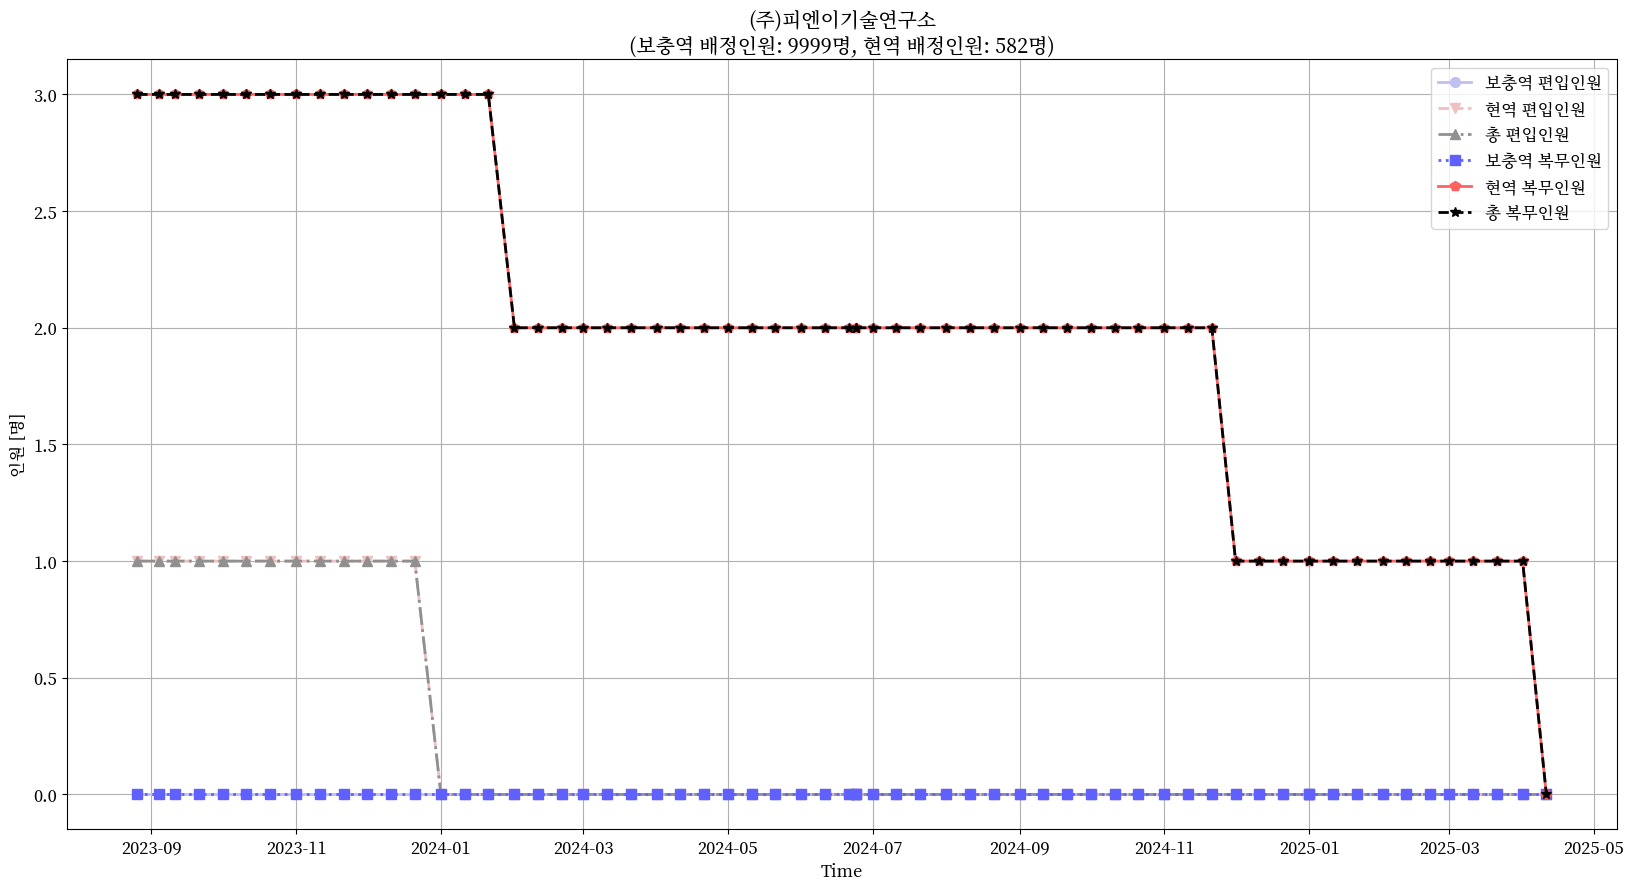 (주)피엔이기술연구소
(보충역 배정인원: 9999명, 현역 배정인원: 582명)
보충역 편입인원
현역 편입인원
총 편입인원
보충역 복무인원
현역 복무인원
총 복무인원
인원 [명]
3.0
2.5
2.0
1.5
1.0
0.5
0.0
2023-09
2023-11
2024-01
2024-03
2024-05
2024-07
2024-09
2024-11
2025-01
2025-03
2025-05
Time